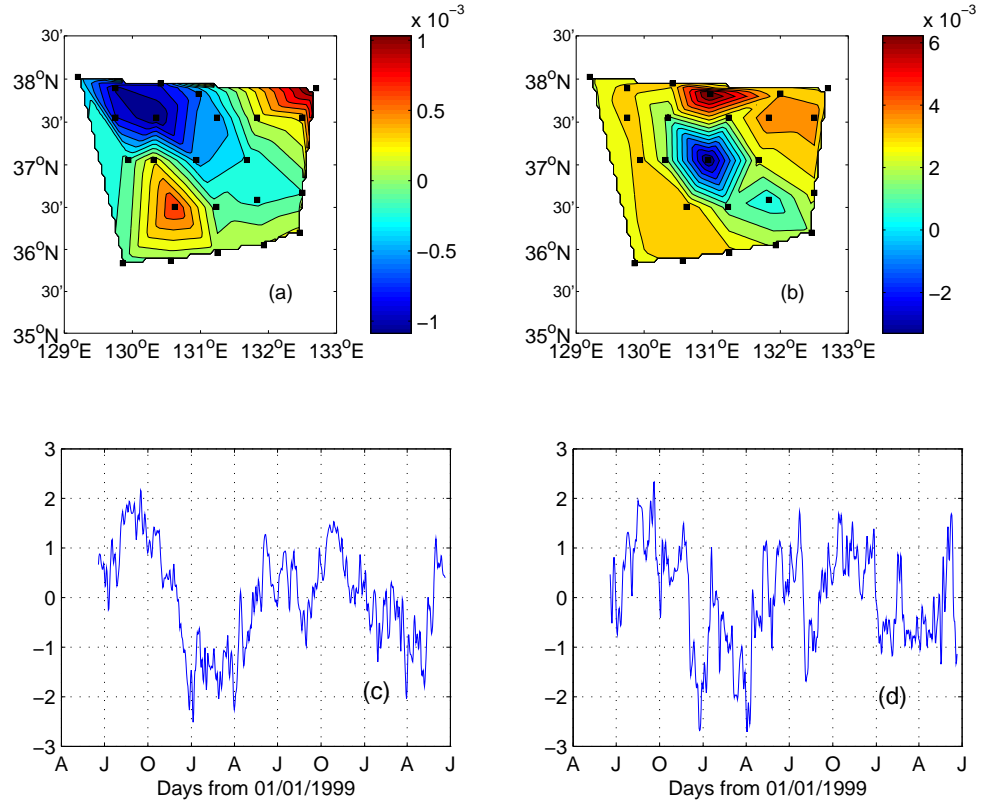 x 10⁻³
30’
38°N
30’
37°N
30’
36°N
30’
35°N
129°E 130°E 131°E 132°E 133°E
(a)
1
0.5
0
−0.5
−1
x 10⁻³
30’
38°N
30’
37°N
30’
36°N
30’
35°N
129°E 130°E 131°E 132°E 133°E
(b)
6
4
2
0
−2
3
2
1
0
−1
−2
−3
A J O J A J O J A J
Days from 01/01/1999
(c)
3
2
1
0
−1
−2
−3
A J O J A J O J A J
Days from 01/01/1999
(d)